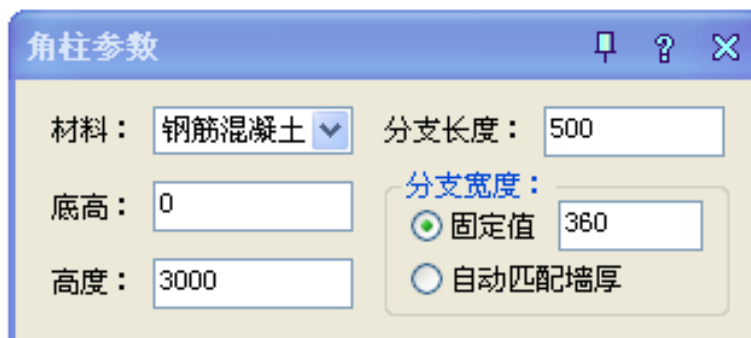 角柱参数
材料： 钢筋混凝土 分支长度： 500
底高： 0
分支宽度：
固定值 360
高度： 3000
自动匹配墙厚